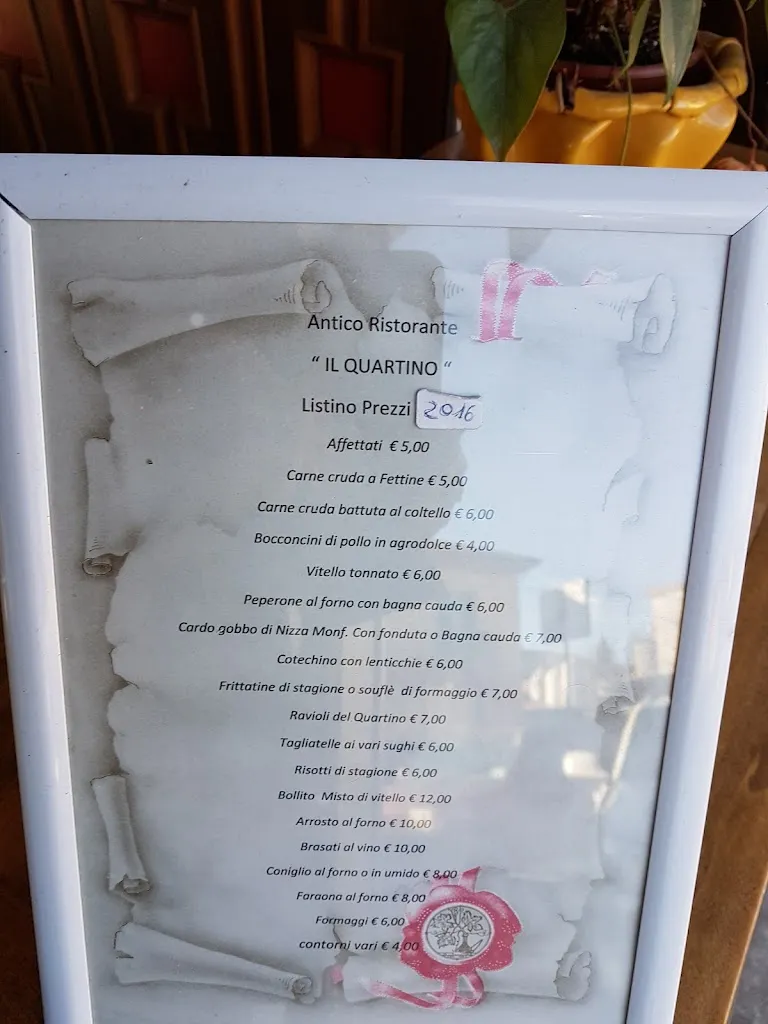 Antico Ristorante
“ IL QUARTINO “
Listino Prezzi 2016
Affettati € 5,00
Carne cruda a Fettine € 5,00
Carne cruda battuta al coltello € 6,00
Bocconcini di pollo in agrodolce € 4,00
Vitello tonnato € 6,00
Peperone al forno con bagna cauda € 6,00
Cardo gobbo di Nizza Monf. Con fonduta o Bagna cauda € 7,00
Cotechino con lenticchie € 6,00
Frittatine di stagione o souflè di formaggio € 7,00
Ravioli del Quartino € 7,00
Tagliatelle ai vari sughi € 6,00
Risotti di stagione € 6,00
Bollito Misto di vitello € 12,00
Arrosto al forno € 10,00
Brasati al vino € 10,00
Coniglio al forno o in umido € 8,00
Faraona al forno € 8,00
Formaggi € 6,00
contorni vari € 4,00